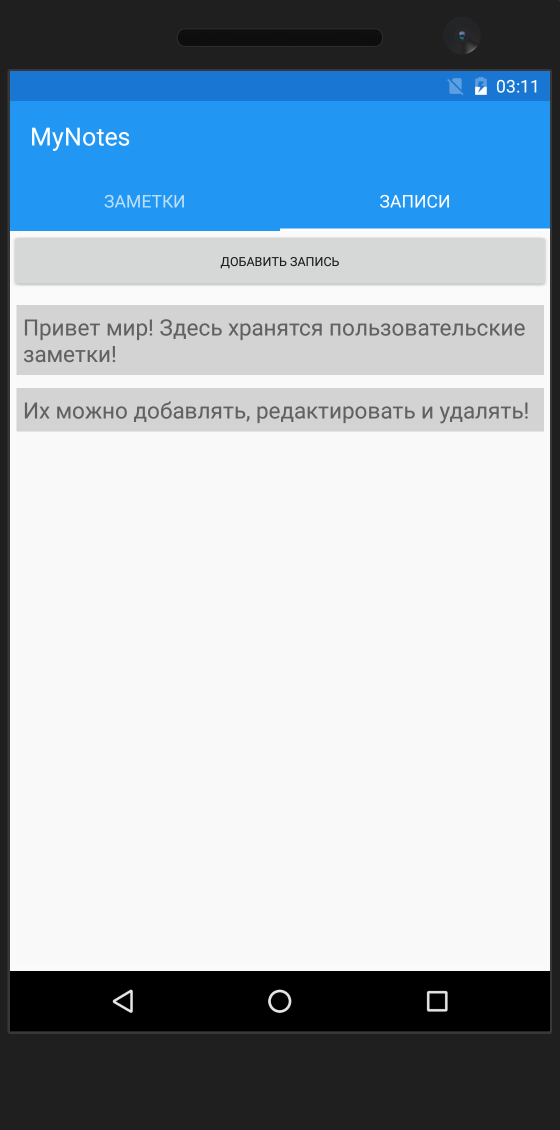 03:11
MyNotes
ЗАМЕТКИ
ЗАПИСИ
ДОБАВИТЬ ЗАПИСЬ
Привет мир! Здесь хранятся пользовательские
заметки!
Их можно добавлять, редактировать и удалять!